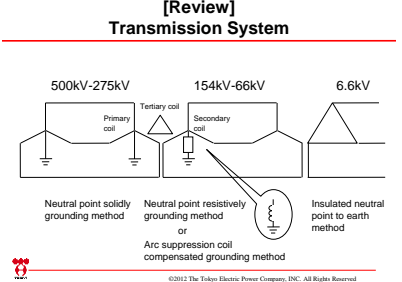 [Review]
Transmission System
500kV-275kV
154kV-66kV
6.6kV
Primary
coil
Tertiary coil
Secondary
coil
Neutral point solidly
grounding method
Neutral point resistively
grounding method
or
Arc suppression coil
compensated grounding method
Insulated neutral
point to earth
method
©2012 The Tokyo Electric Power Company, INC. All Rights Reserved